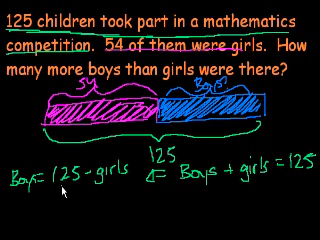 125 children took part in a mathematics
competition. 54 of them were girls. How
many more boys than girls were there?
54 Boys?
125
Boys = 125 - girls ⇐ Boys + girls = 125